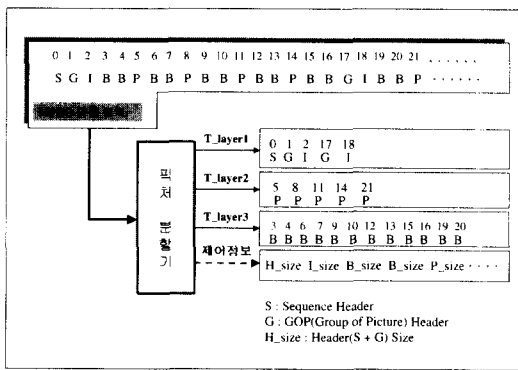 0 1 2 3 4 5 6 7 8 9 10 11 12 13 14 15 16 17 18 19 20 21 ......
S G I B B P B B P B B P B B P B B G I B B P ......
T_layer1
0 1 2 17 18
S G I G I
T_layer2
5 8 11 14 21
P P P P P
T_layer3
3 4 6 7 9 10 12 13 15 16 19 20
B B B B B B B B B B B B
픽처 분할기
제어정보
H_size I_size B_size B_size P_size ....
S : Sequence Header
G : GOP(Group of Picture) Header
H_size : Header(S + G) Size